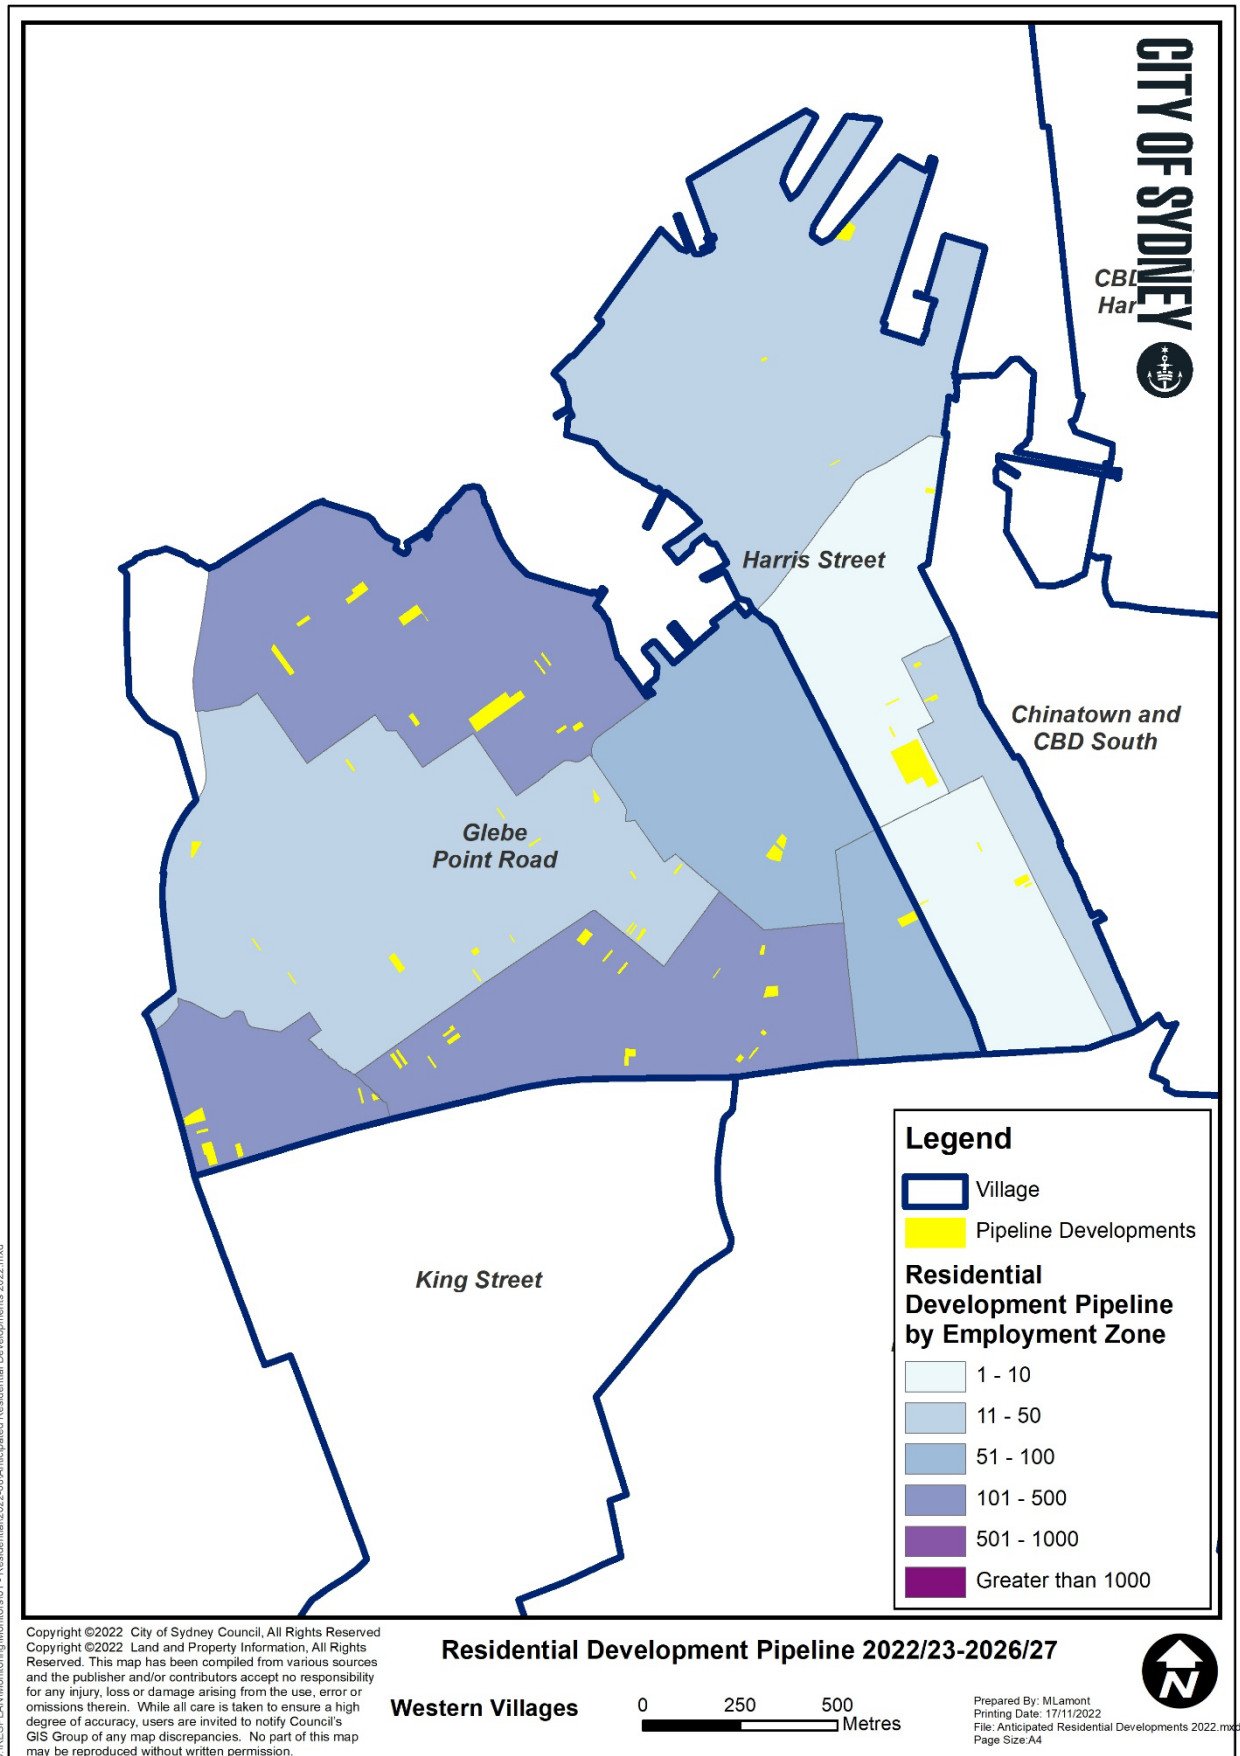 CITY OF SYDNEY
CBD
Har
Harris Street
Chinatown and
CBD South
Glebe
Point Road
King Street
Legend
Village
Pipeline Developments
Residential
Development Pipeline
by Employment Zone
1 - 10
11 - 50
51 - 100
101 - 500
501 - 1000
Greater than 1000
Copyright ©2022 City of Sydney Council, All Rights Reserved
Copyright ©2022 Land and Property Information, All Rights
Reserved. This map has been compiled from various sources
and the publisher and/or contributors accept no responsibility
for any injury, loss or damage arising from the use, error or
omissions therein. While all care is taken to ensure a high
degree of accuracy, users are invited to notify Council's
GIS Group of any map discrepancies. No part of this map
may be reproduced without written permission.
Residential Development Pipeline 2022/23-2026/27
Western Villages
0 250 500
Metres
N
Prepared By: MLamont
Printing Date: 17/11/2022
File: Anticipated Residential Developments 2022.mxd
Page Size:A4